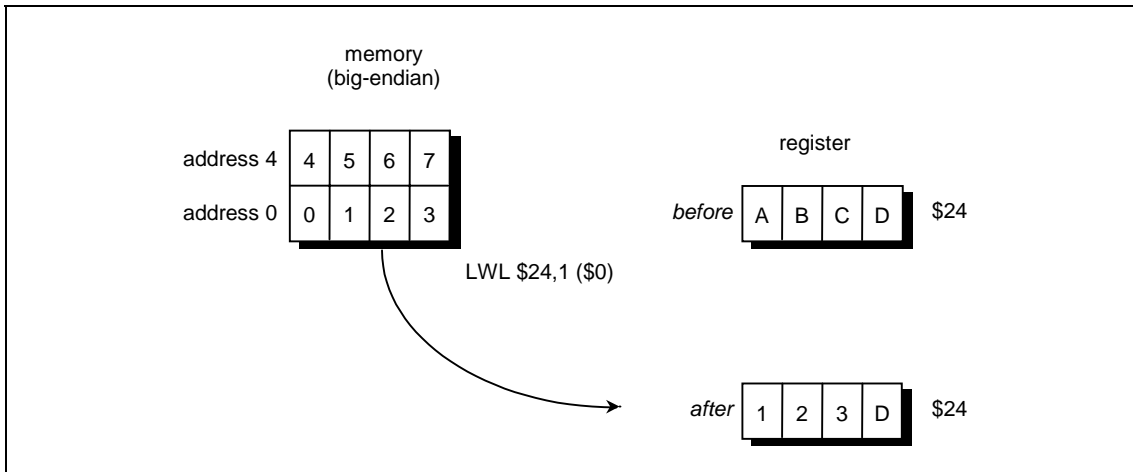 memory
(big-endian)
address 4 4 5 6 7
address 0 0 1 2 3
register
before A B C D $24
LWL $24,1 ($0)
after 1 2 3 D $24